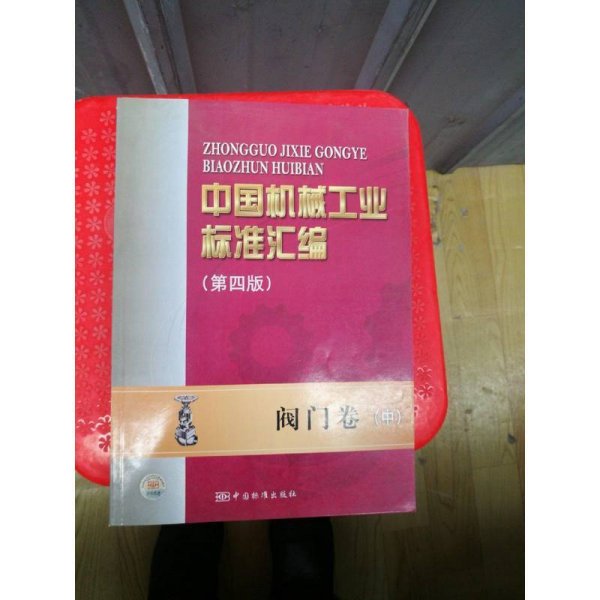 ZHONGGUO JIXIE GONGYE
BIAOZHUN HUIBIAN
中国机械工业
标准汇编
（第四版）
阀门卷（中）
中国标准出版社